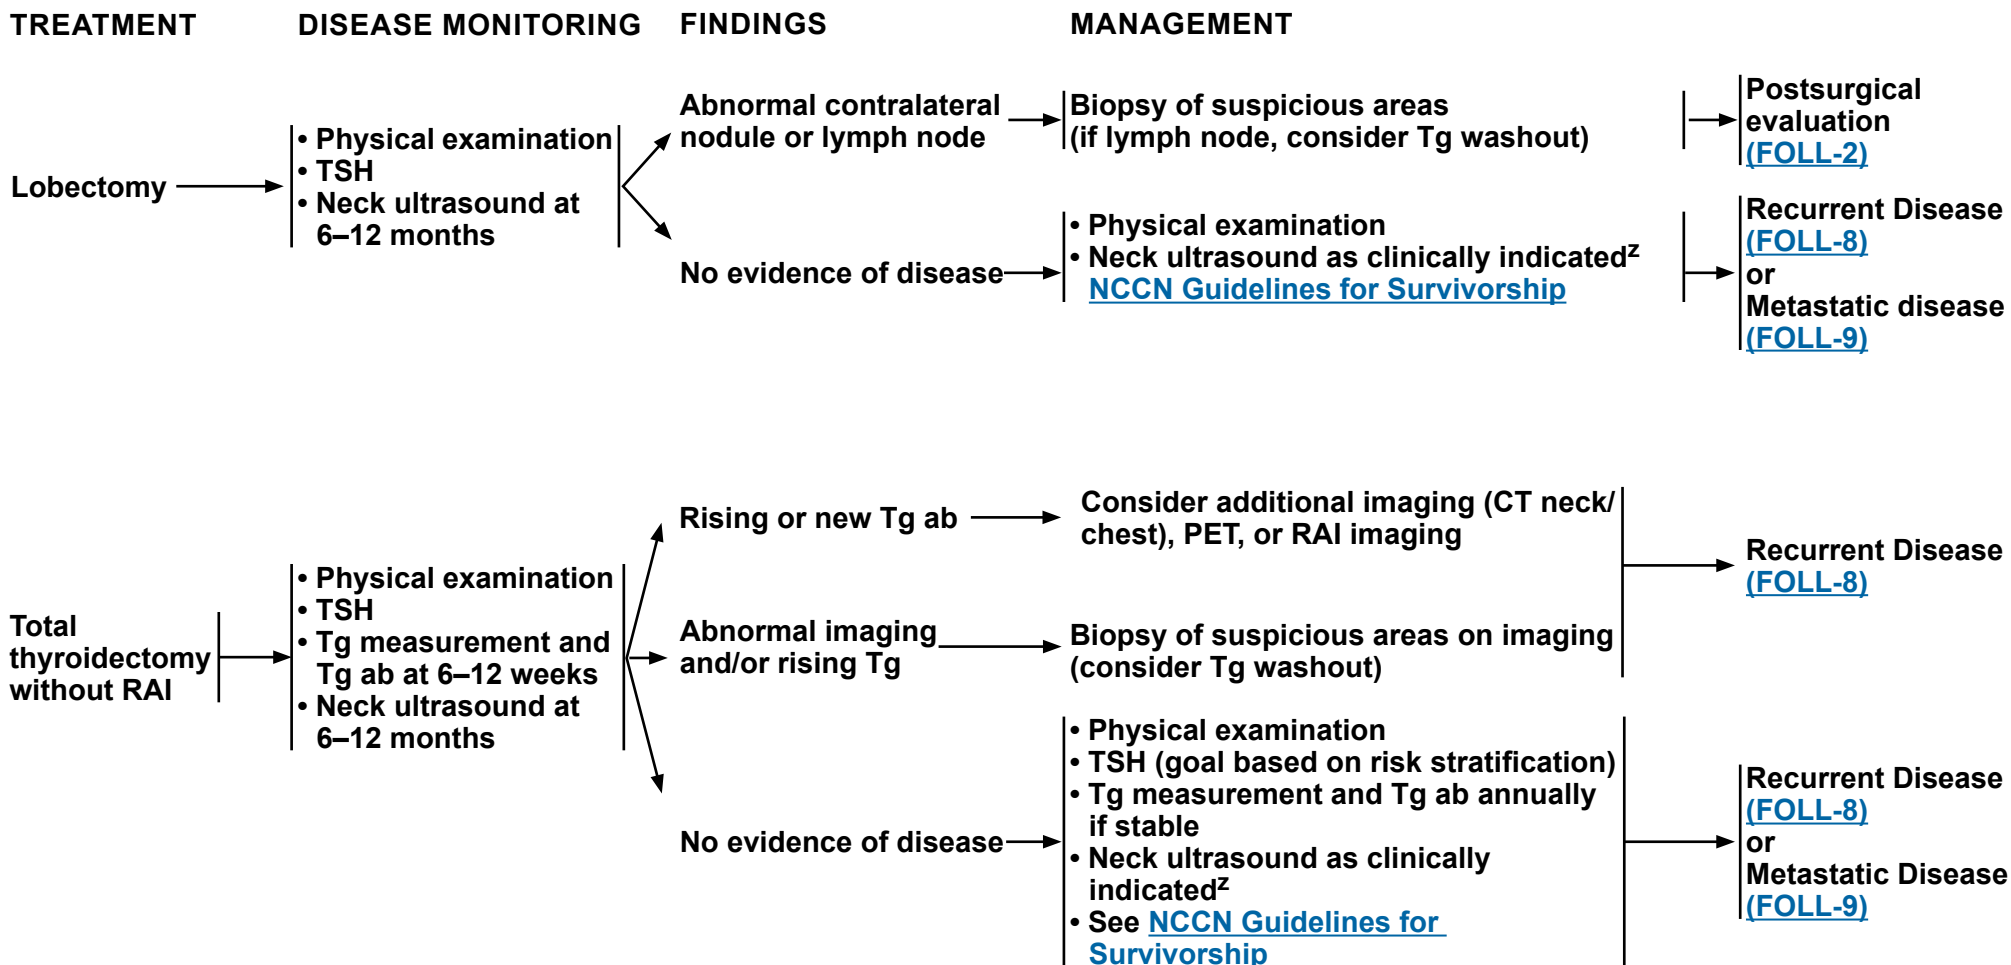 TREATMENT
DISEASE MONITORING
FINDINGS
MANAGEMENT
Lobectomy
• Physical examination
• TSH
• Neck ultrasound at
6–12 months
Abnormal contralateral
nodule or lymph node
Biopsy of suspicious areas
(if lymph node, consider Tg washout)
Postsurgical
evaluation
(FOLL-2)
No evidence of disease
• Physical examination
• Neck ultrasound as clinically indicatedᶻ
NCCN Guidelines for Survivorship
Recurrent Disease
(FOLL-8)
or
Metastatic disease
(FOLL-9)
Total
thyroidectomy
without RAI
• Physical examination
• TSH
• Tg measurement and
Tg ab at 6–12 weeks
• Neck ultrasound at
6–12 months
Rising or new Tg ab
Consider additional imaging (CT neck/
chest), PET, or RAI imaging
Abnormal imaging
and/or rising Tg
Biopsy of suspicious areas on imaging
(consider Tg washout)
Recurrent Disease
(FOLL-8)
No evidence of disease
• Physical examination
• TSH (goal based on risk stratification)
• Tg measurement and Tg ab annually
if stable
• Neck ultrasound as clinically
indicatedᶻ
• See NCCN Guidelines for
Survivorship
Recurrent Disease
(FOLL-8)
or
Metastatic Disease
(FOLL-9)